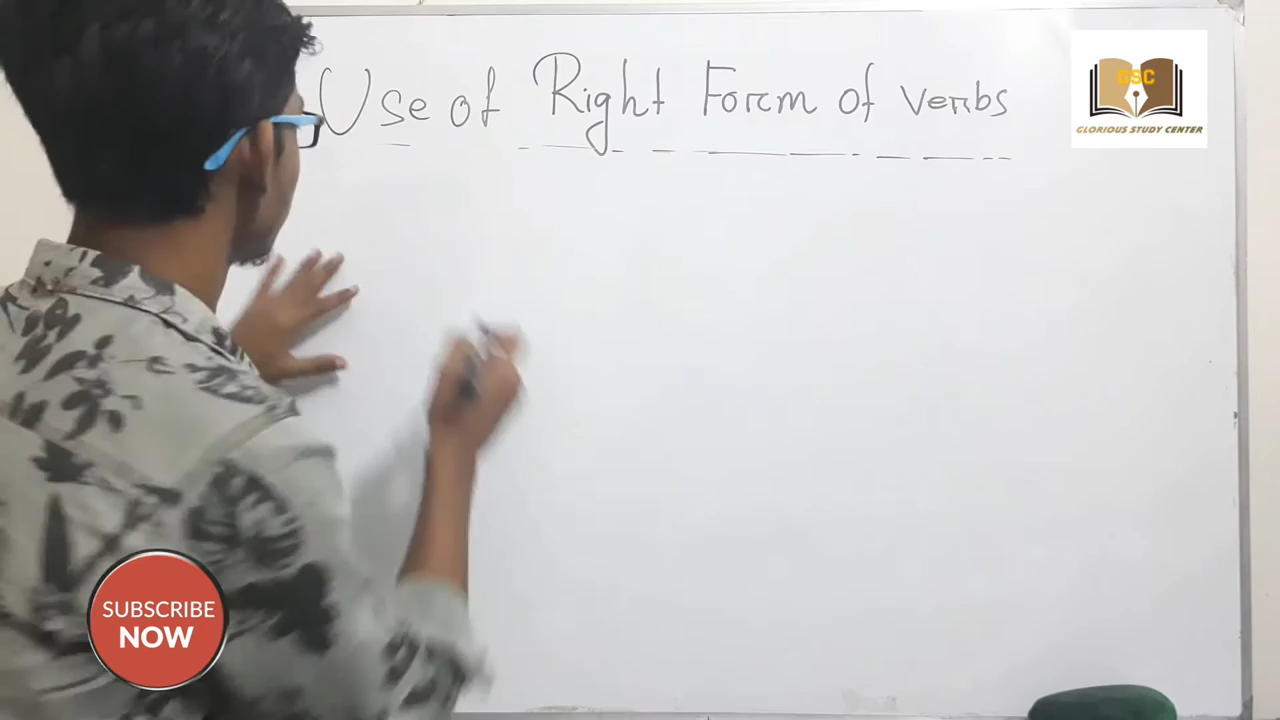 Use of Right Form of verbs
GSC
GLORIOUS STUDY CENTER
SUBSCRIBE
NOW